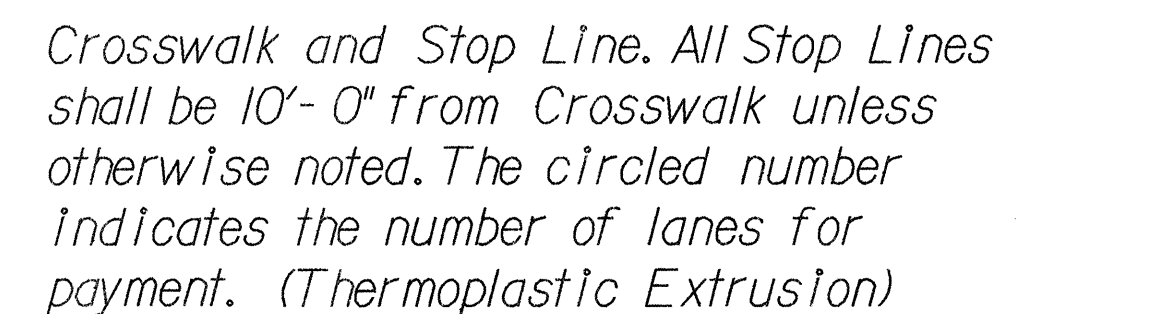 Crosswalk and Stop Line. All Stop Lines
shall be 10'- 0" from Crosswalk unless
otherwise noted. The circled number
indicates the number of lanes for
payment. (Thermoplastic Extrusion)